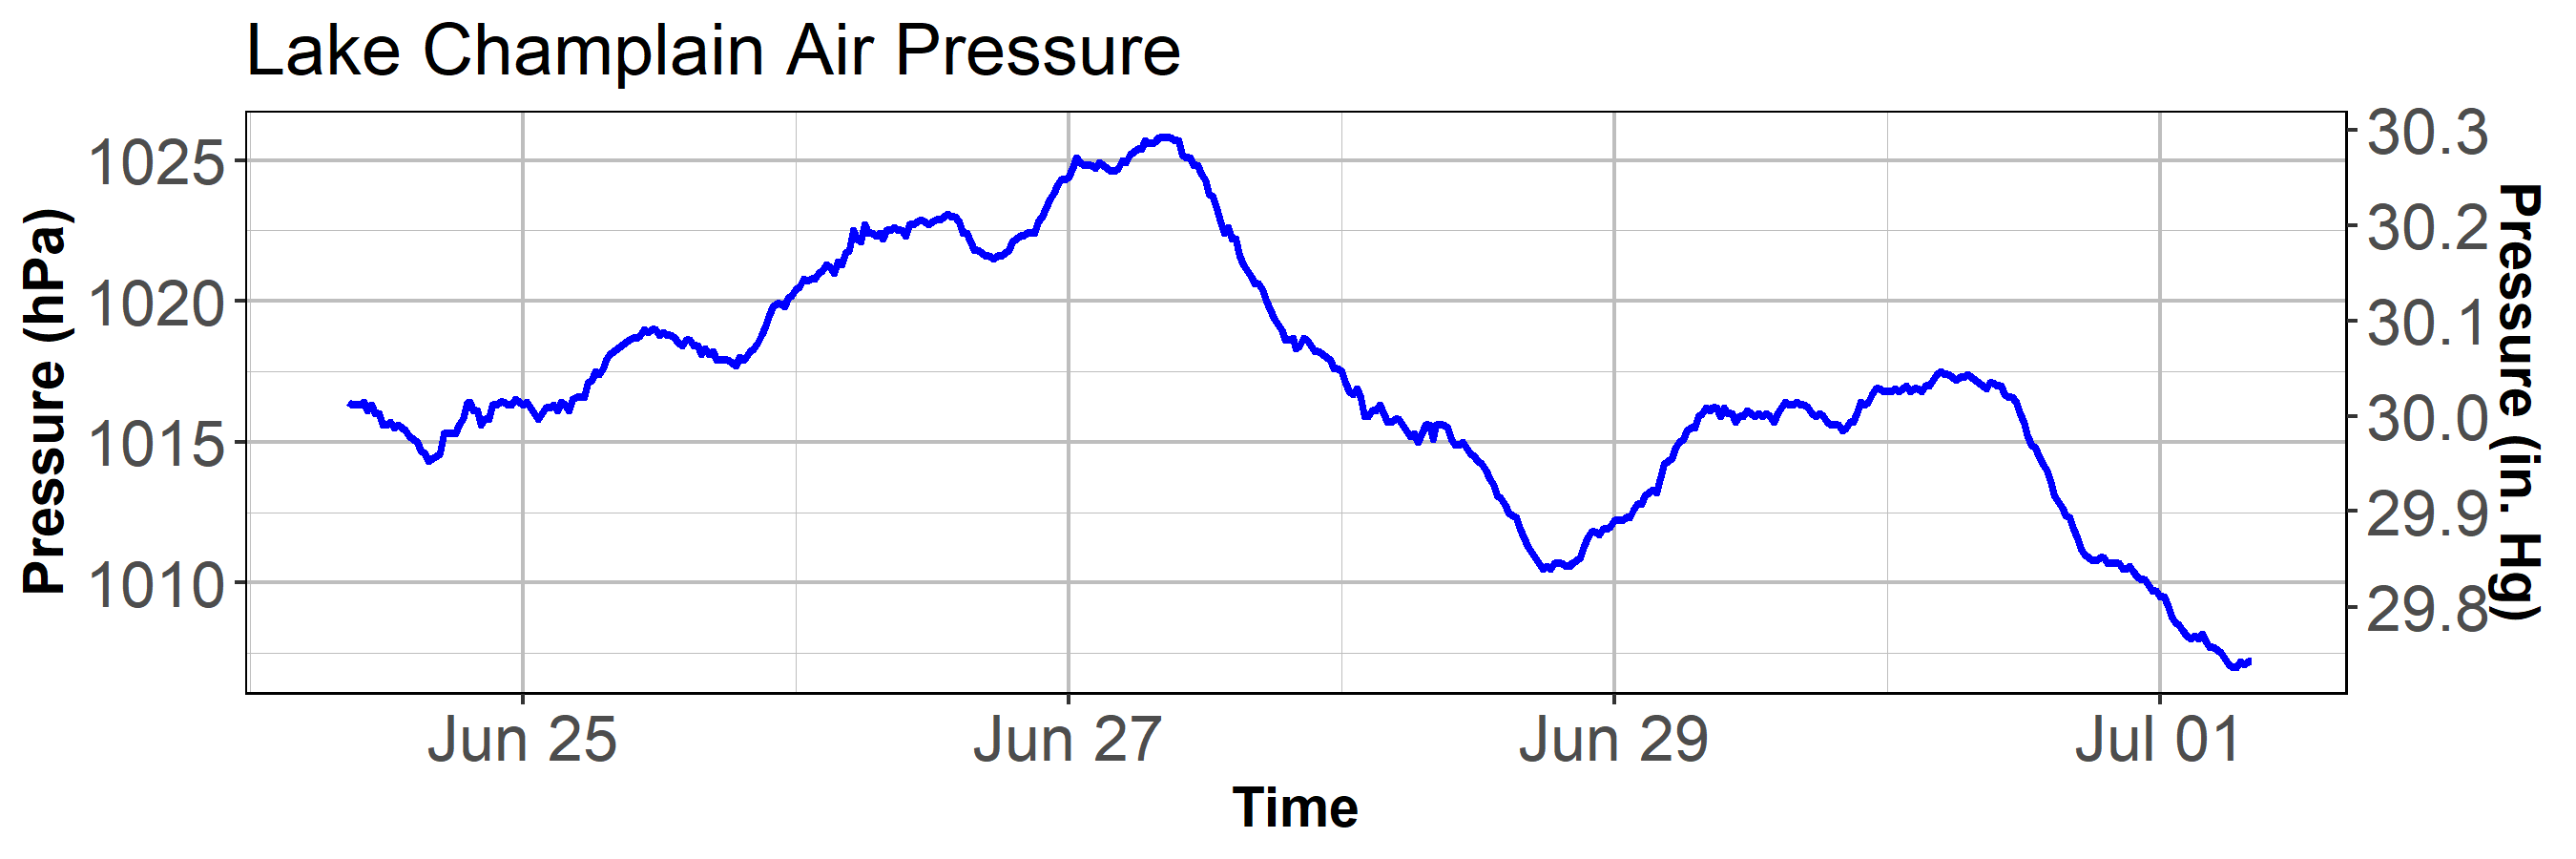 Lake Champlain Air Pressure
Pressure (hPa)
1025
1020
1015
1010
30.3
30.2
30.1
30.0
29.9
29.8
Pressure (in. Hg)
Jun 25
Jun 27
Jun 29
Jul 01
Time